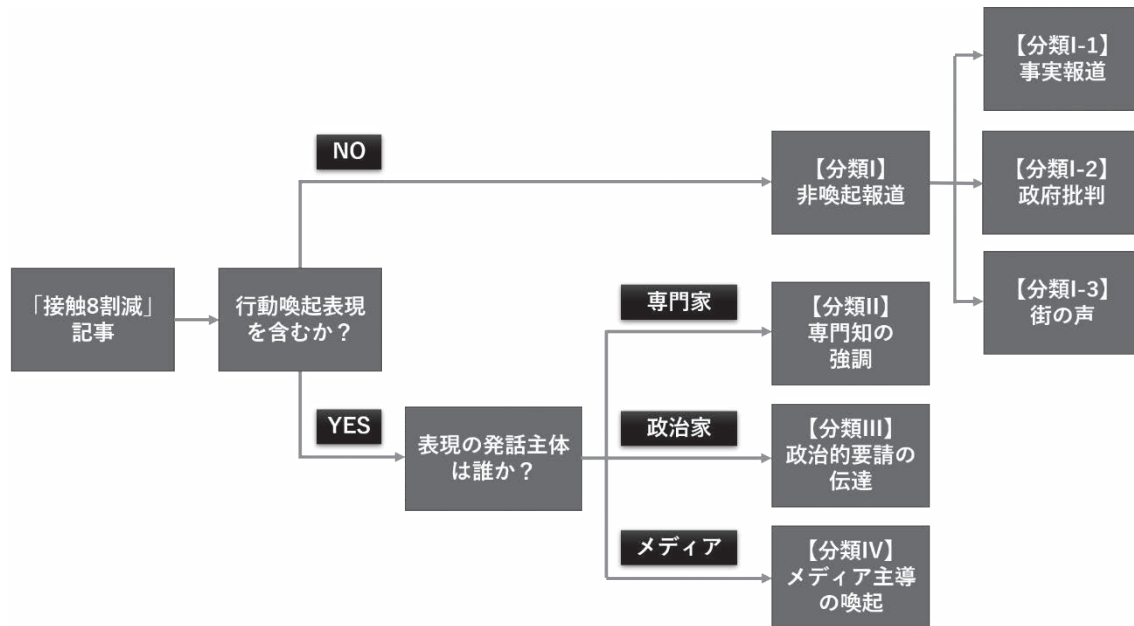 「接触8割減」
記事
行動喚起表現
を含むか？
NO
YES
【分類I】
非喚起報道
【分類I-1】
事実報道
【分類I-2】
政府批判
【分類I-3】
街の声
表現の発話主体
は誰か？
専門家
【分類II】
専門知の
強調
政治家
【分類III】
政治的要請の
伝達
メディア
【分類IV】
メディア主導
の喚起